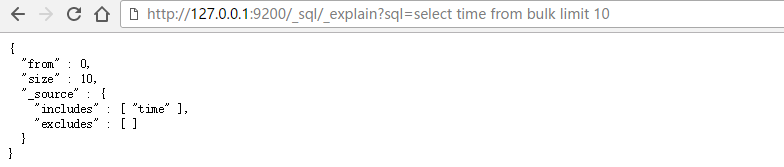 http://127.0.0.1:9200/_sql/_explain?sql=select time from bulk limit 10
{
  "from" : 0,
  "size" : 10,
  "_source" : {
    "includes" : [ "time" ],
    "excludes" : [ ]
  }
}